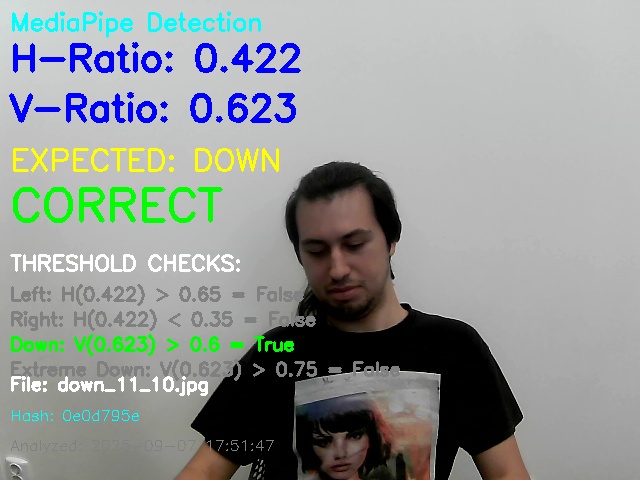 MediaPipe Detection
H-Ratio: 0.422
V-Ratio: 0.623
EXPECTED: DOWN
CORRECT
THRESHOLD CHECKS:
Left: H(0.422) > 0.65 = False
Right: H(0.422) < 0.35 = False
Down: V(0.623) > 0.6 = True
Extreme Down: V(0.623) > 0.75 = False
File: down_11_10.jpg
Hash: 0e0d795e
Analyzed: 2025-09-07 17:51:47